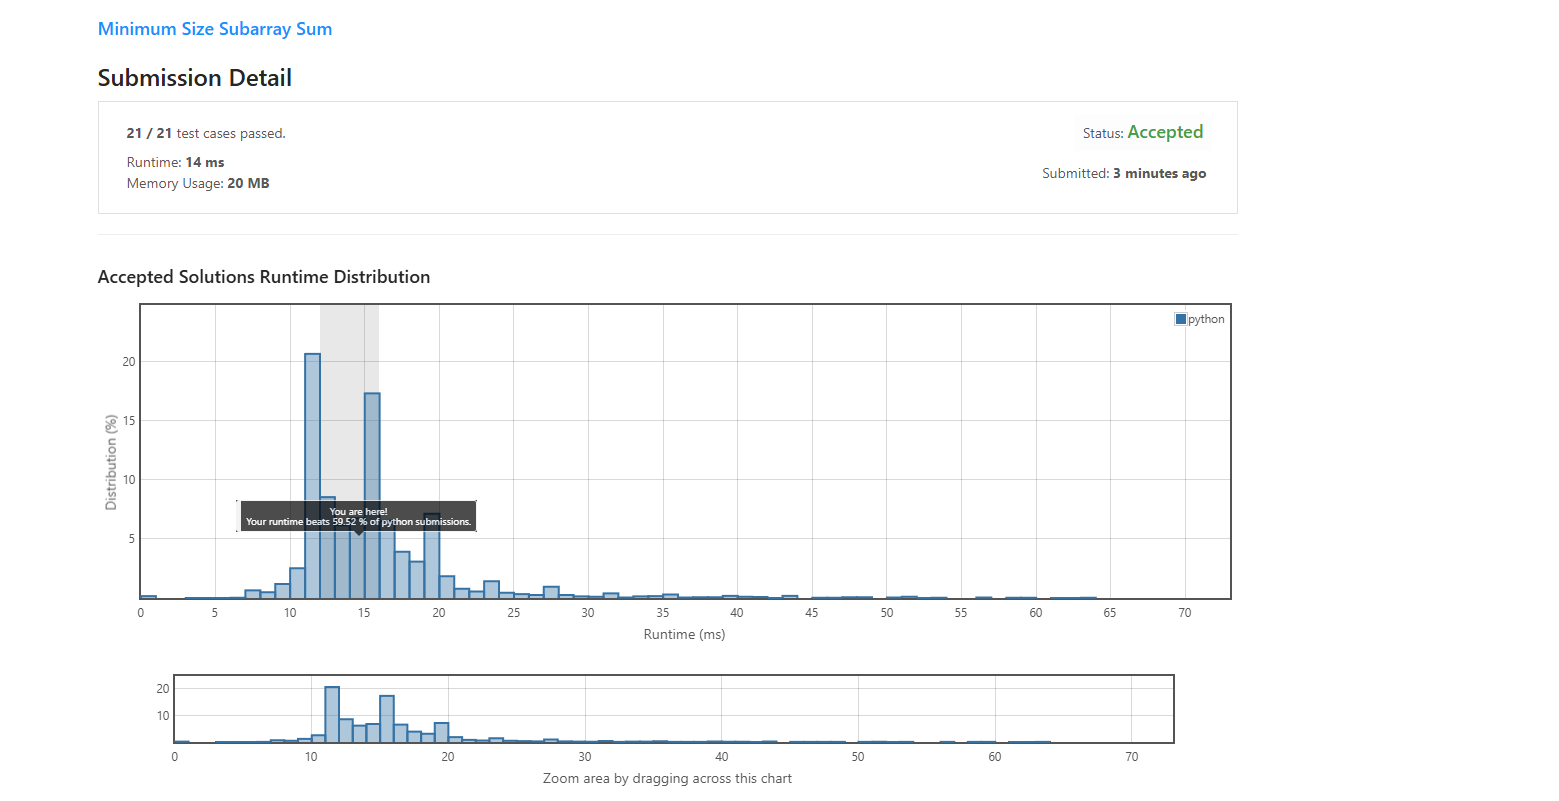 Minimum Size Subarray Sum
Submission Detail
21 / 21 test cases passed.
Status: Accepted
Runtime: 14 ms
Memory Usage: 20 MB
Submitted: 3 minutes ago
Accepted Solutions Runtime Distribution
python
Distribution (%)
20
15
10
5
You are here!
Your runtime beats 59.52 % of python submissions.
0 5 10 15 20 25 30 35 40 45 50 55 60 65 70
Runtime (ms)
20
10
0 10 20 30 40 50 60 70
Zoom area by dragging across this chart